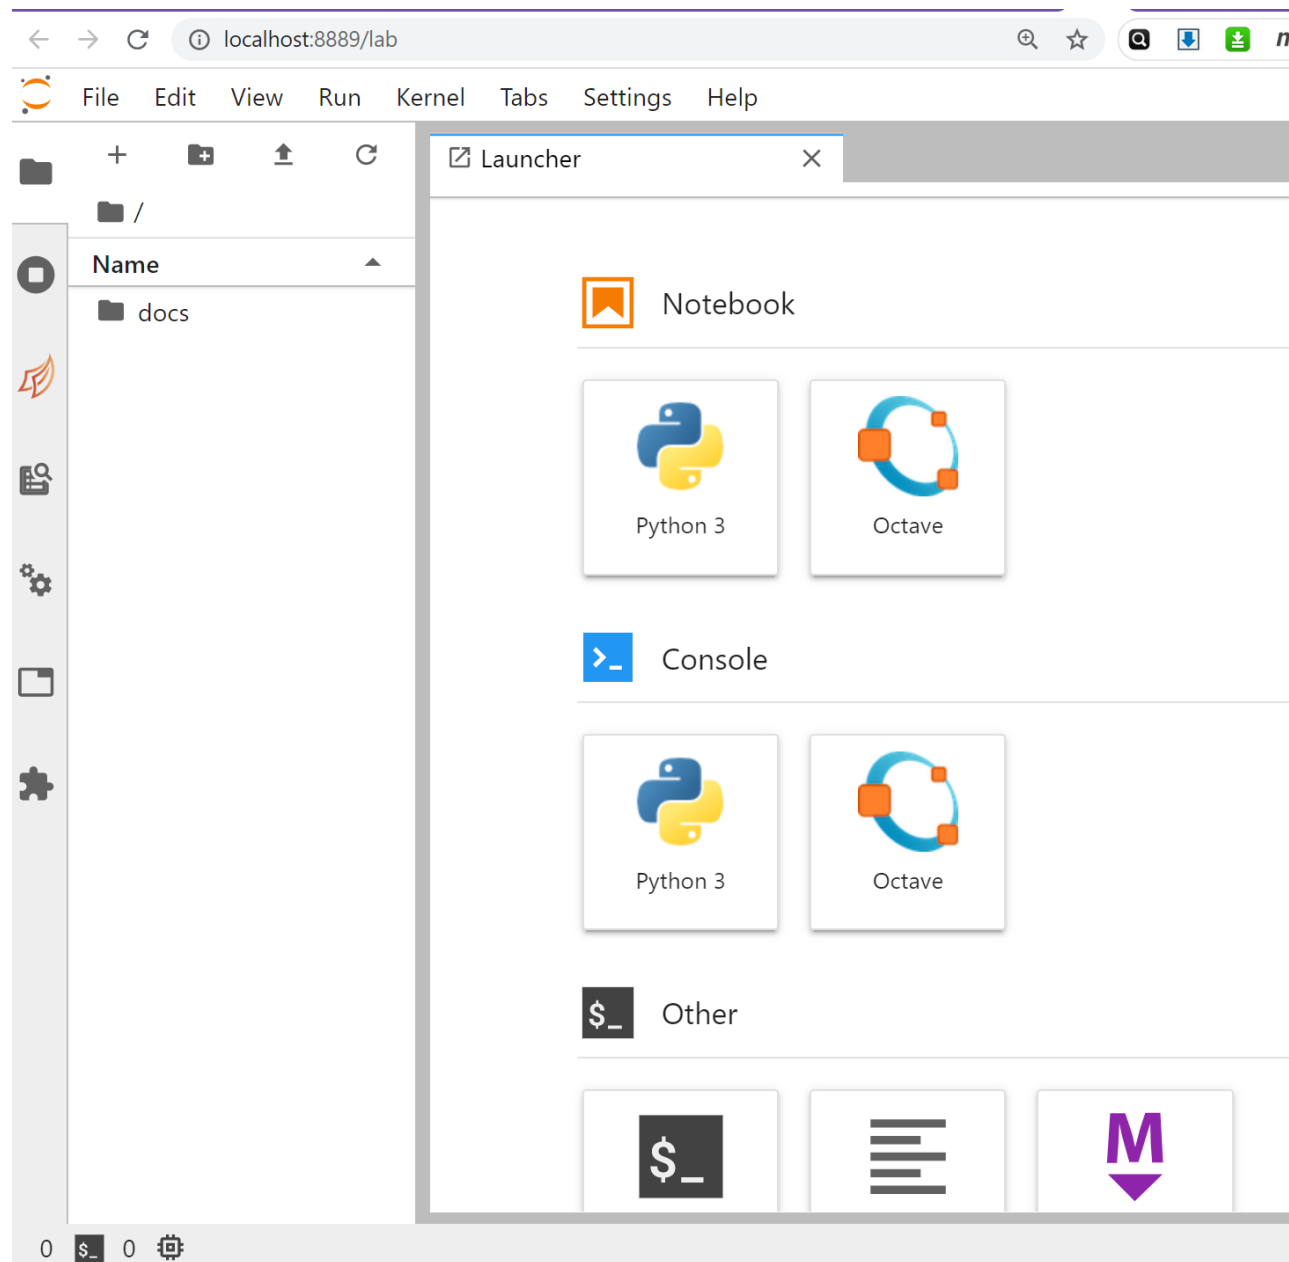 localhost:8889/lab
File Edit View Run Kernel Tabs Settings Help
Launcher
/
Name
docs
Notebook
Python 3
Octave
Console
Python 3
Octave
$_ Other
$_
M
0 $_ 0